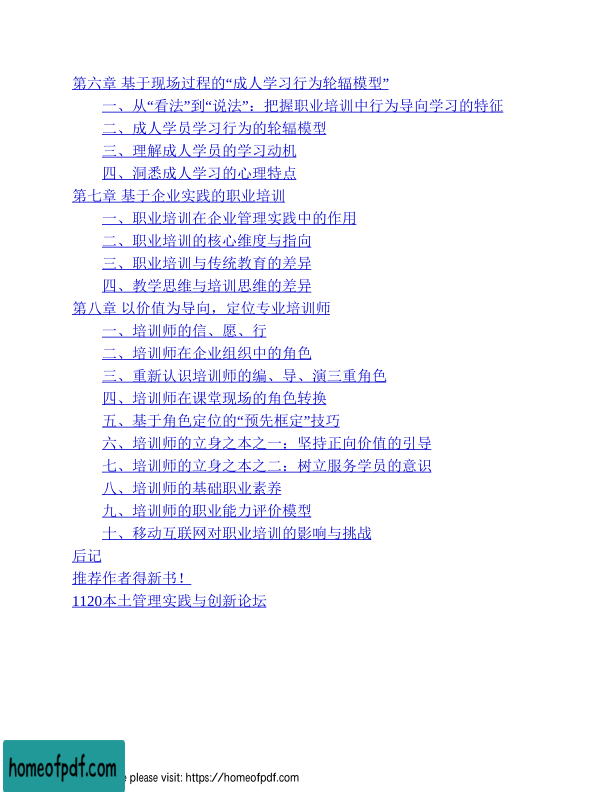 第六章 基于现场过程的“成人学习行为轮辐模型”
一、从“看法”到“说法”：把握职业培训中行为导向学习的特征
二、成人学员学习行为的轮辐模型
三、理解成人学员的学习动机
四、洞悉成人学习的心理特点
第七章 基于企业实践的职业培训
一、职业培训在企业管理实践中的作用
二、职业培训的核心维度与指向
三、职业培训与传统教育的差异
四、教学思维与培训思维的差异
第八章 以价值为导向，定位专业培训师
一、培训师的信、愿、行
二、培训师在企业组织中的角色
三、重新认识培训师的编、导、演三重角色
四、培训师在课堂现场的角色转换
五、基于角色定位的“预先框定”技巧
六、培训师的立身之本之一：坚持正向价值的引导
七、培训师的立身之本之二：树立服务学员的意识
八、培训师的基础职业素养
九、培训师的职业能力评价模型
十、移动互联网对职业培训的影响与挑战
后记
推荐作者得新书！
1120本土管理实践与创新论坛
homeofpdf.com
e please visit: https://homeofpdf.com